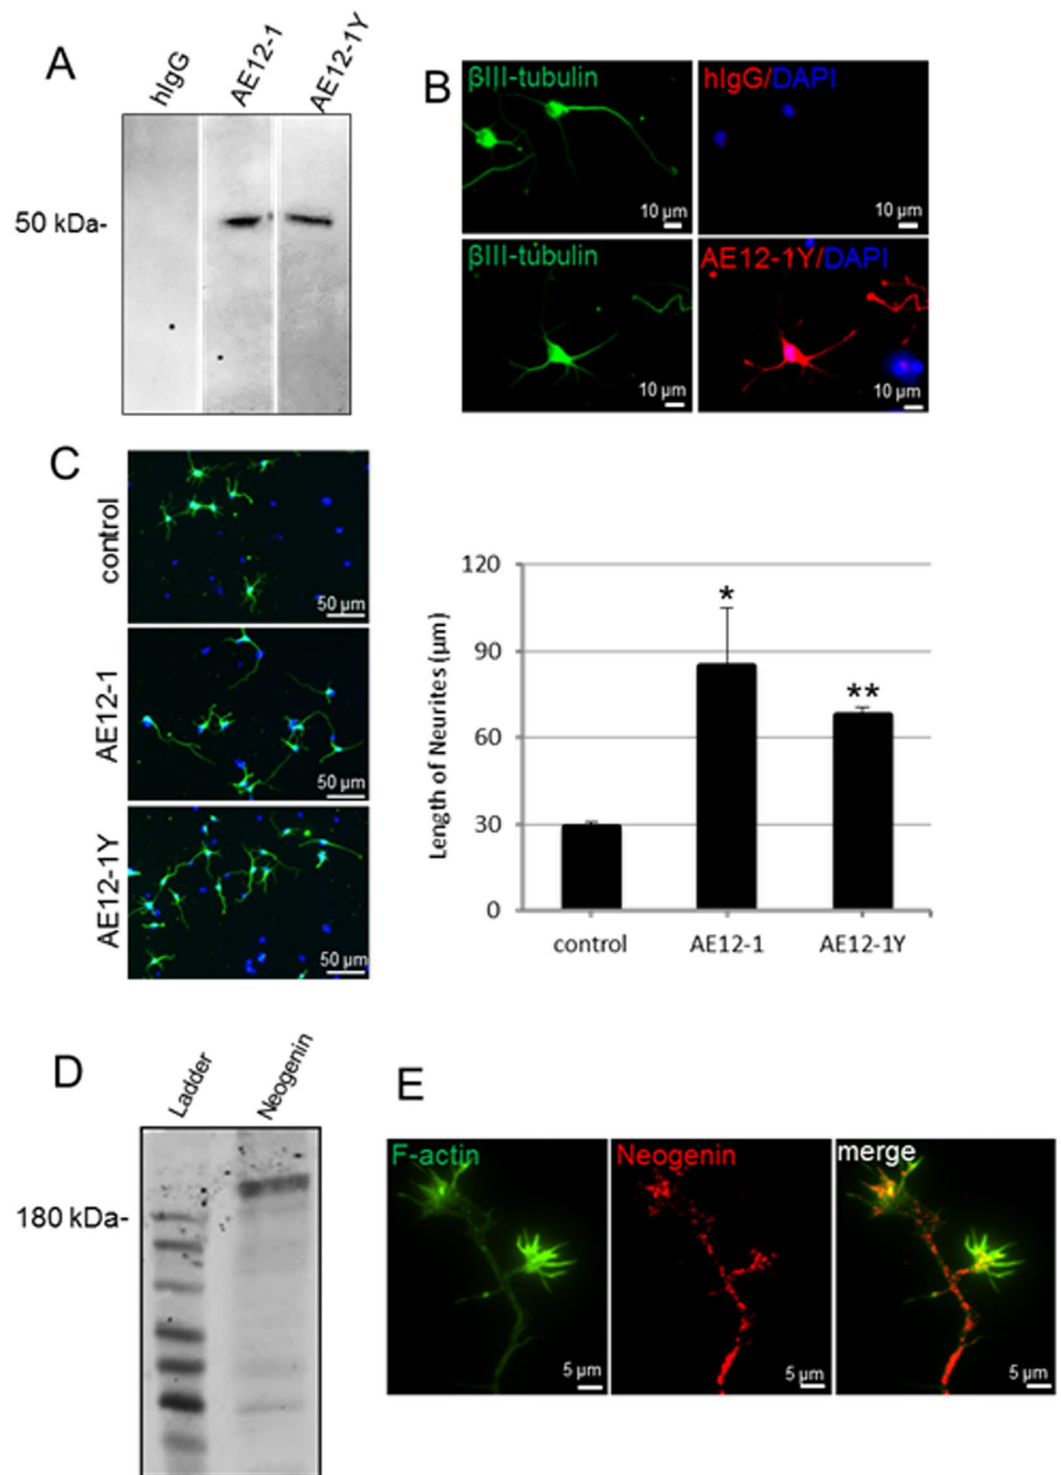 A
hIgG
AE12-1
AE12-1Y
50 kDa-
B
βIII-tubulin
hIgG/DAPI
10 µm
10 µm
βIII-tubulin
AE12-1Y/DAPI
10 µm
10 µm
C
control
50 µm
AE12-1
50 µm
AE12-1Y
50 µm
Length of Neurites (µm)
120
90
60
30
0
*
**
control
AE12-1
AE12-1Y
D
Ladder
Neogenin
180 kDa-
E
F-actin
Neogenin
merge
5 µm
5 µm
5 µm